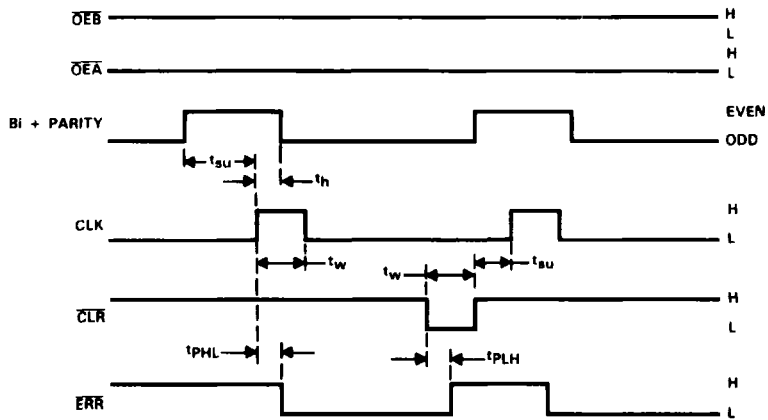 OEB H
L
H
OEA L
Bi + PARITY EVEN
ODD
tsu
th
CLK H
L
tw tw tsu
CLR H
L
tPHL tPLH
ERR H
L